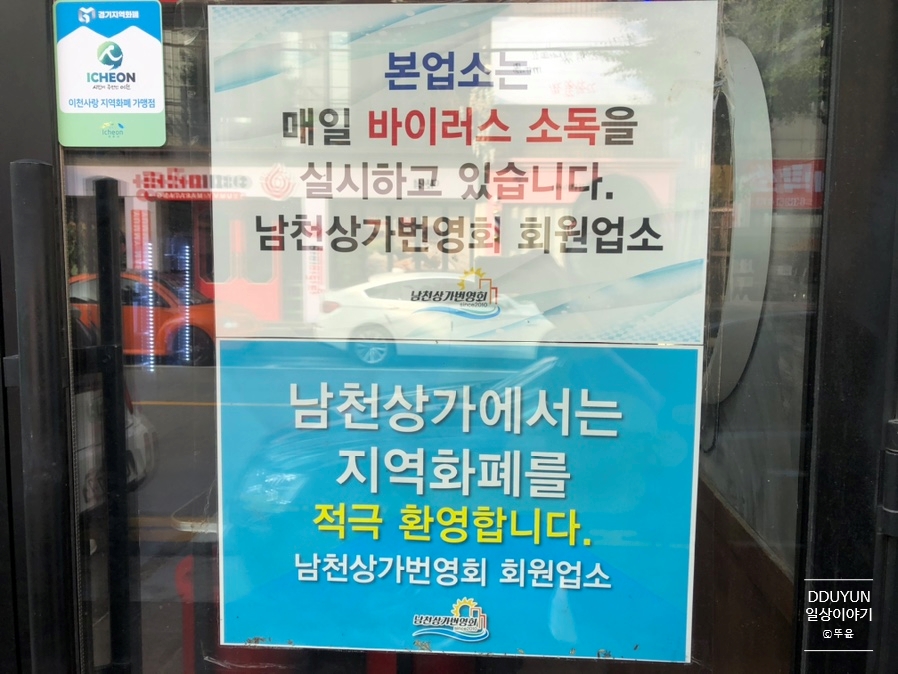 경기지역화폐
ICHEON
이천사랑 지역화폐 가맹점
Icheon
본업소는
매일 바이러스 소독을
실시하고 있습니다.
남천상가번영회 회원업소
남천상가번영회
since2010
남천상가에서는
지역화폐를
적극 환영합니다.
남천상가번영회 회원업소
남천상가번영회
DDUYUN
일상이야기
©뚜윤